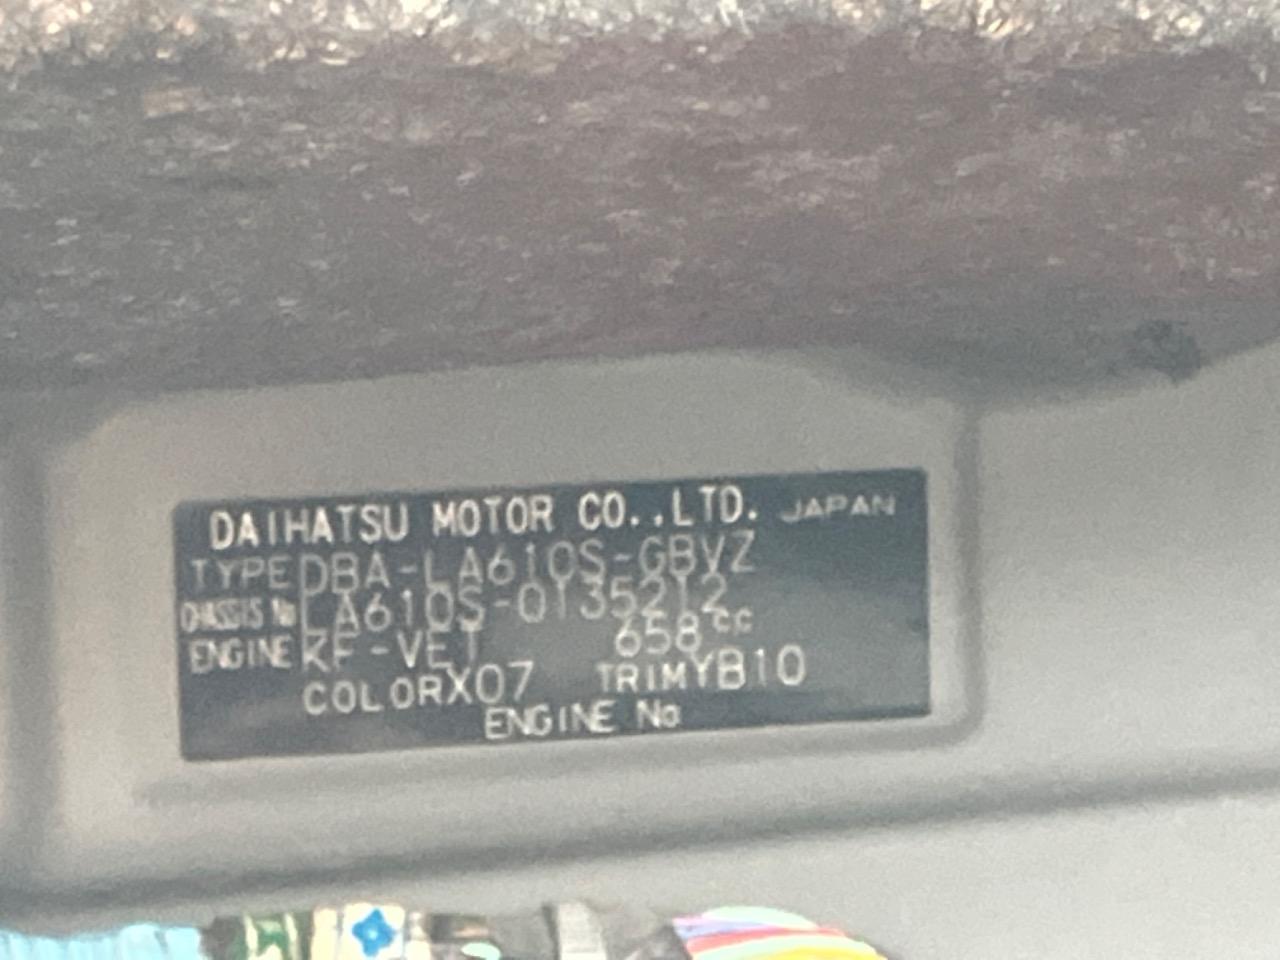 DAIHATSU MOTOR CO.,LTD. JAPAN
TYPE DBA-LA610S-GBVZ
CHASSIS No LA610S-0135212
ENGINE KF-VET 658cc
COLOR X07 TRIM YB10
ENGINE No